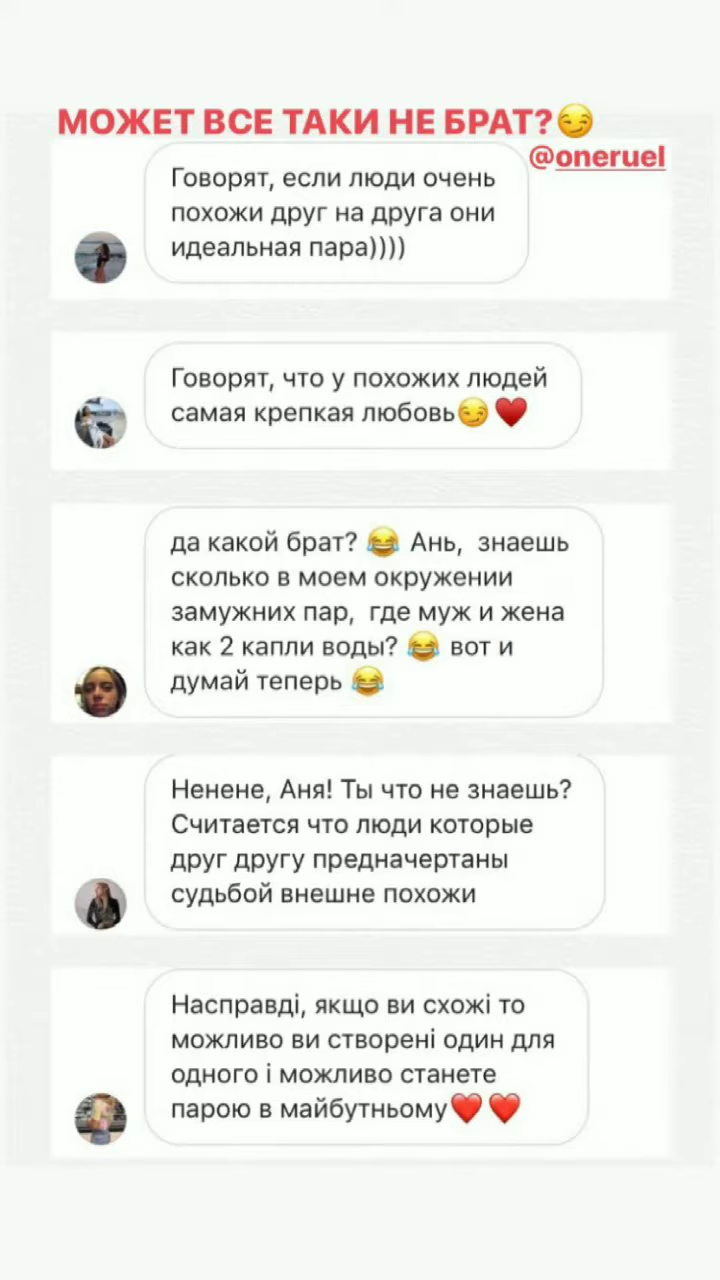 МОЖЕТ ВСЕ ТАКИ НЕ БРАТ?😏
@oneruel
Говорят, если люди очень
похожи друг на друга они
идеальная пара))))
Говорят, что у похожих людей
самая крепкая любовь😏♥️
да какой брат? 😂 Ань, знаешь
сколько в моем окружении
замужних пар, где муж и жена
как 2 капли воды? 😂 вот и
думай теперь 😂
Ненене, Аня! Ты что не знаешь?
Считается что люди которые
друг другу предначертаны
судьбой внешне похожи
Насправді, якщо ви схожі то
можливо ви створені один для
одного і можливо станете
парою в майбутньому❤️ ❤️